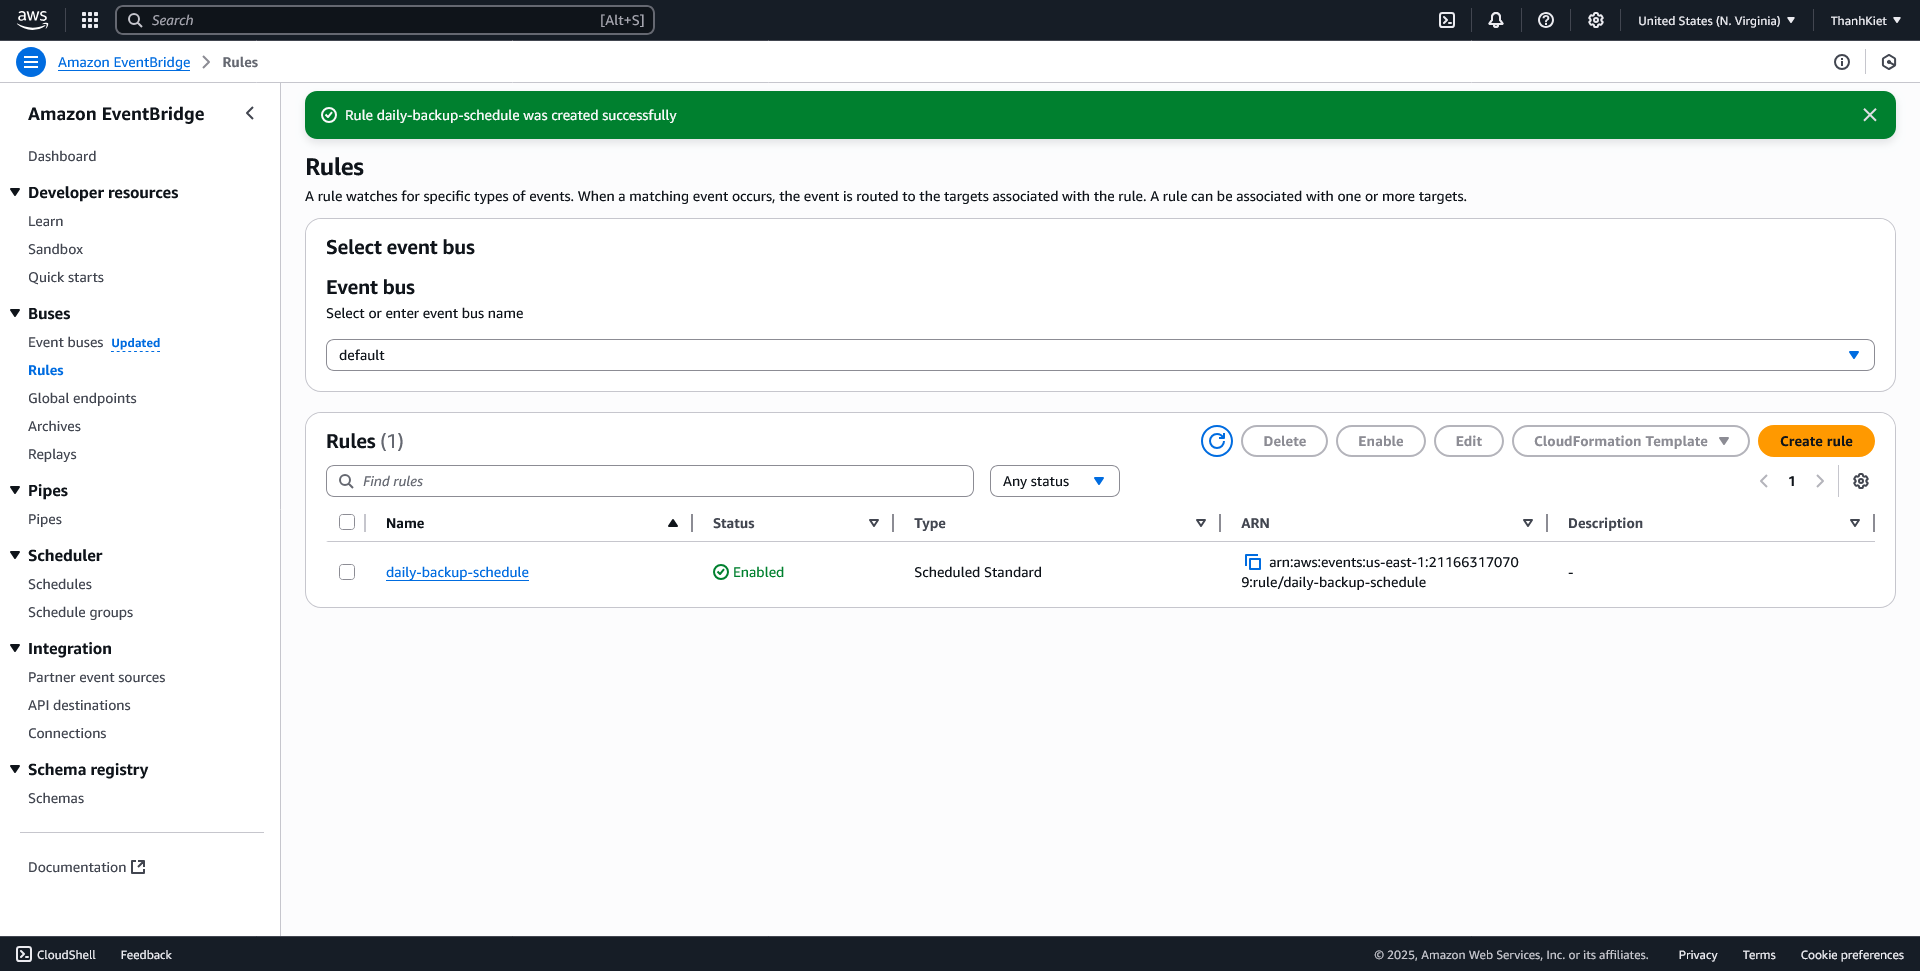 aws
Search
[Alt+S]
United States (N. Virginia)
ThanhKiet
Amazon EventBridge
Rules
Amazon EventBridge
Dashboard
Developer resources
Learn
Sandbox
Quick starts
Buses
Event buses Updated
Rules
Global endpoints
Archives
Replays
Pipes
Pipes
Scheduler
Schedules
Schedule groups
Integration
Partner event sources
API destinations
Connections
Schema registry
Schemas
Documentation
Rule daily-backup-schedule was created successfully
Rules
A rule watches for specific types of events. When a matching event occurs, the event is routed to the targets associated with the rule. A rule can be associated with one or more targets.
Select event bus
Event bus
Select or enter event bus name
default
Rules (1)
Delete
Enable
Edit
CloudFormation Template
Create rule
Find rules
Any status
1
Name
Status
Type
ARN
Description
daily-backup-schedule
Enabled
Scheduled Standard
arn:aws:events:us-east-1:21166317070
9:rule/daily-backup-schedule
-
CloudShell
Feedback
© 2025, Amazon Web Services, Inc. or its affiliates.
Privacy
Terms
Cookie preferences